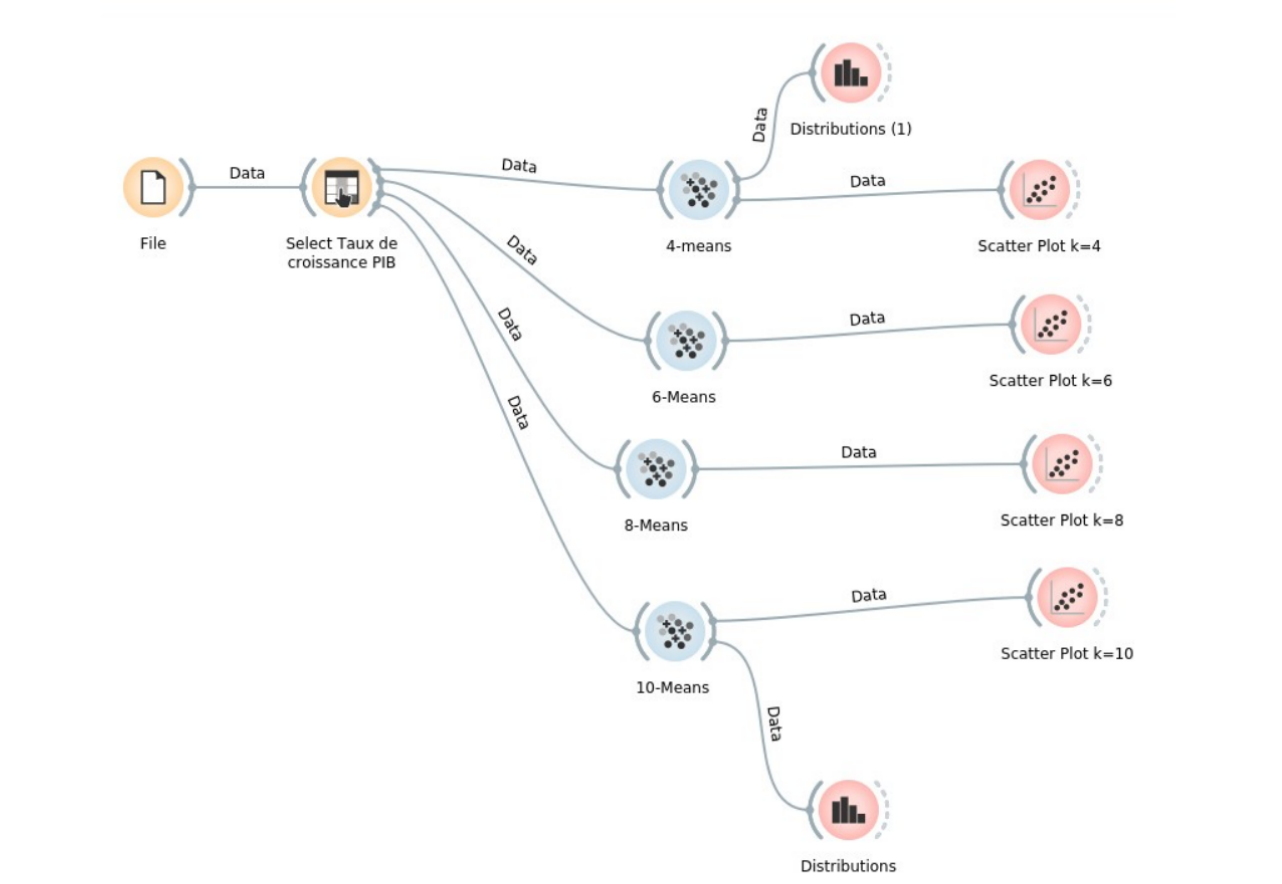 Data
Distributions (1)
Data
Data
Data
File
Select Taux de
croissance PIB
4-means
Scatter Plot k=4
Data
Data
6-Means
Scatter Plot k=6
Data
Data
8-Means
Scatter Plot k=8
Data
Data
10-Means
Scatter Plot k=10
Data
Distributions